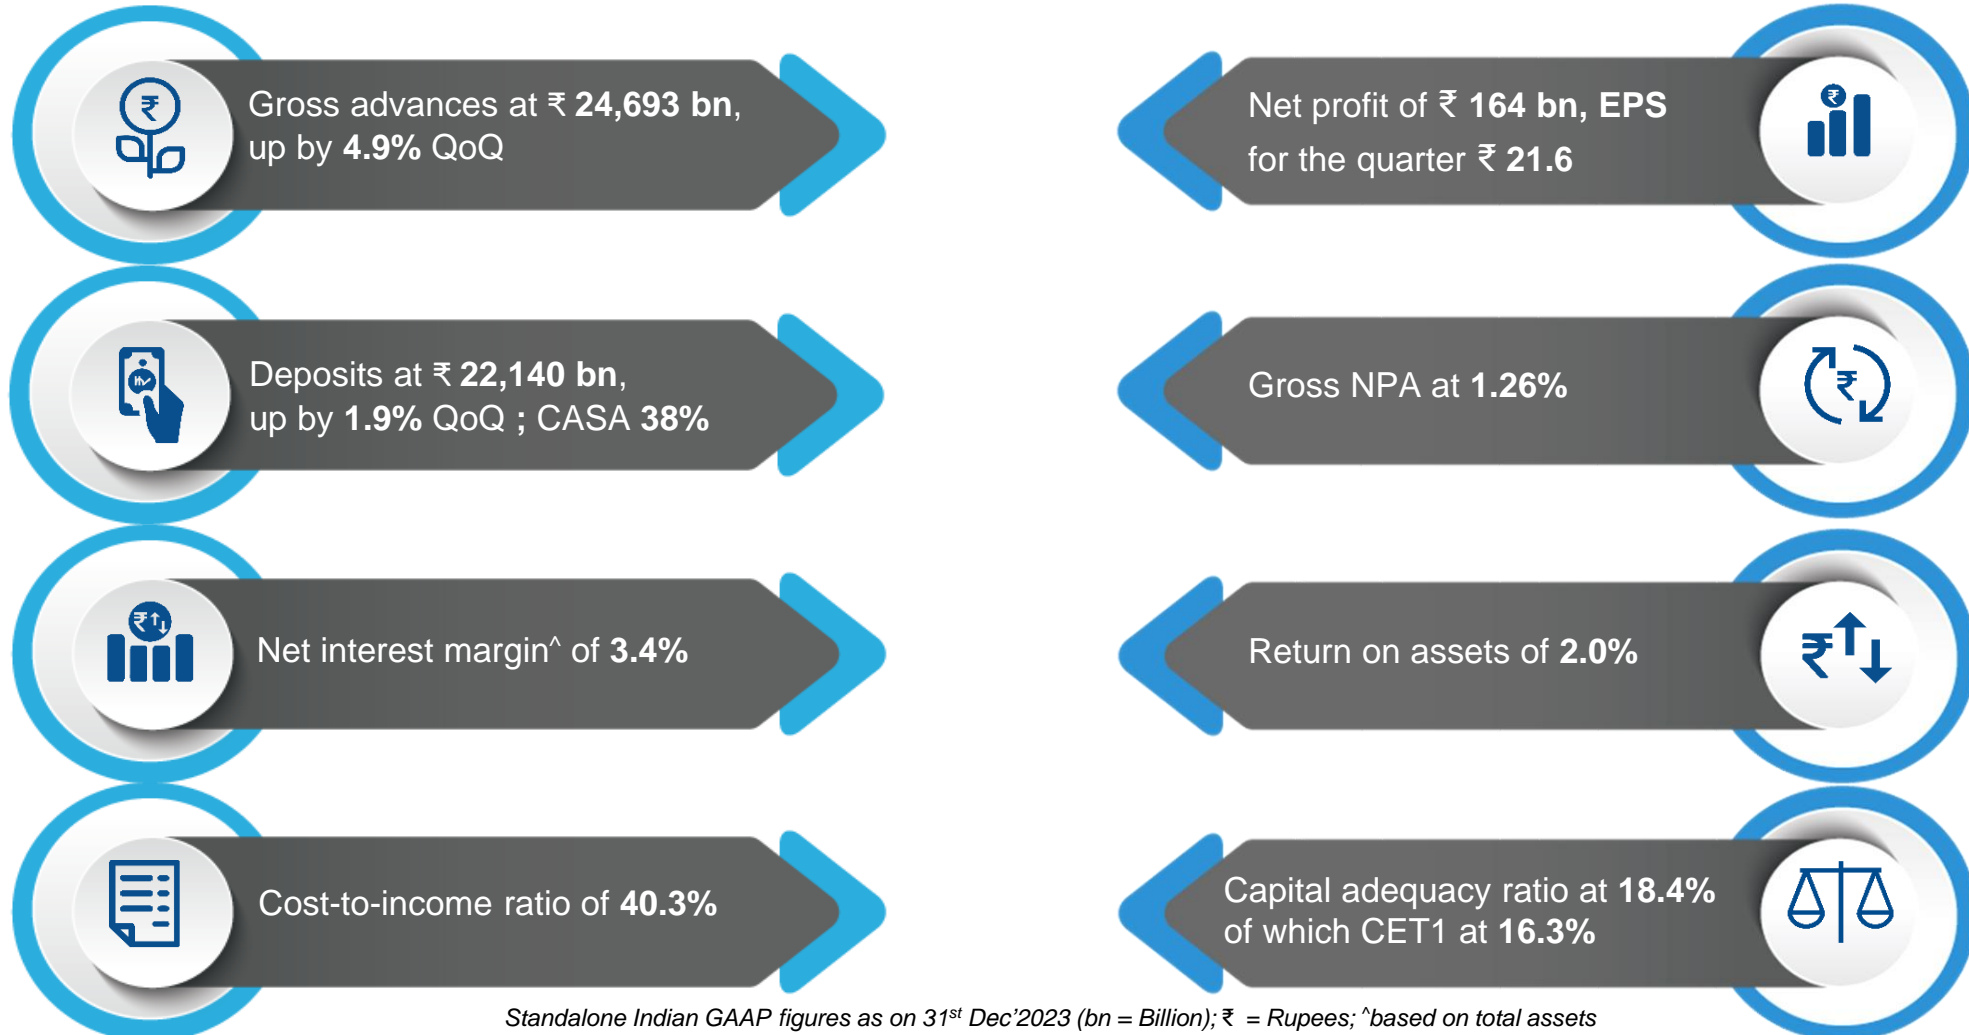 Gross advances at ₹ 24,693 bn,
up by 4.9% QoQ
Net profit of ₹ 164 bn, EPS
for the quarter ₹ 21.6
Deposits at ₹ 22,140 bn,
up by 1.9% QoQ ; CASA 38%
Gross NPA at 1.26%
Net interest margin^ of 3.4%
Return on assets of 2.0%
Cost-to-income ratio of 40.3%
Capital adequacy ratio at 18.4%
of which CET1 at 16.3%
Standalone Indian GAAP figures as on 31st Dec’2023 (bn = Billion); ₹ = Rupees; ^based on total assets